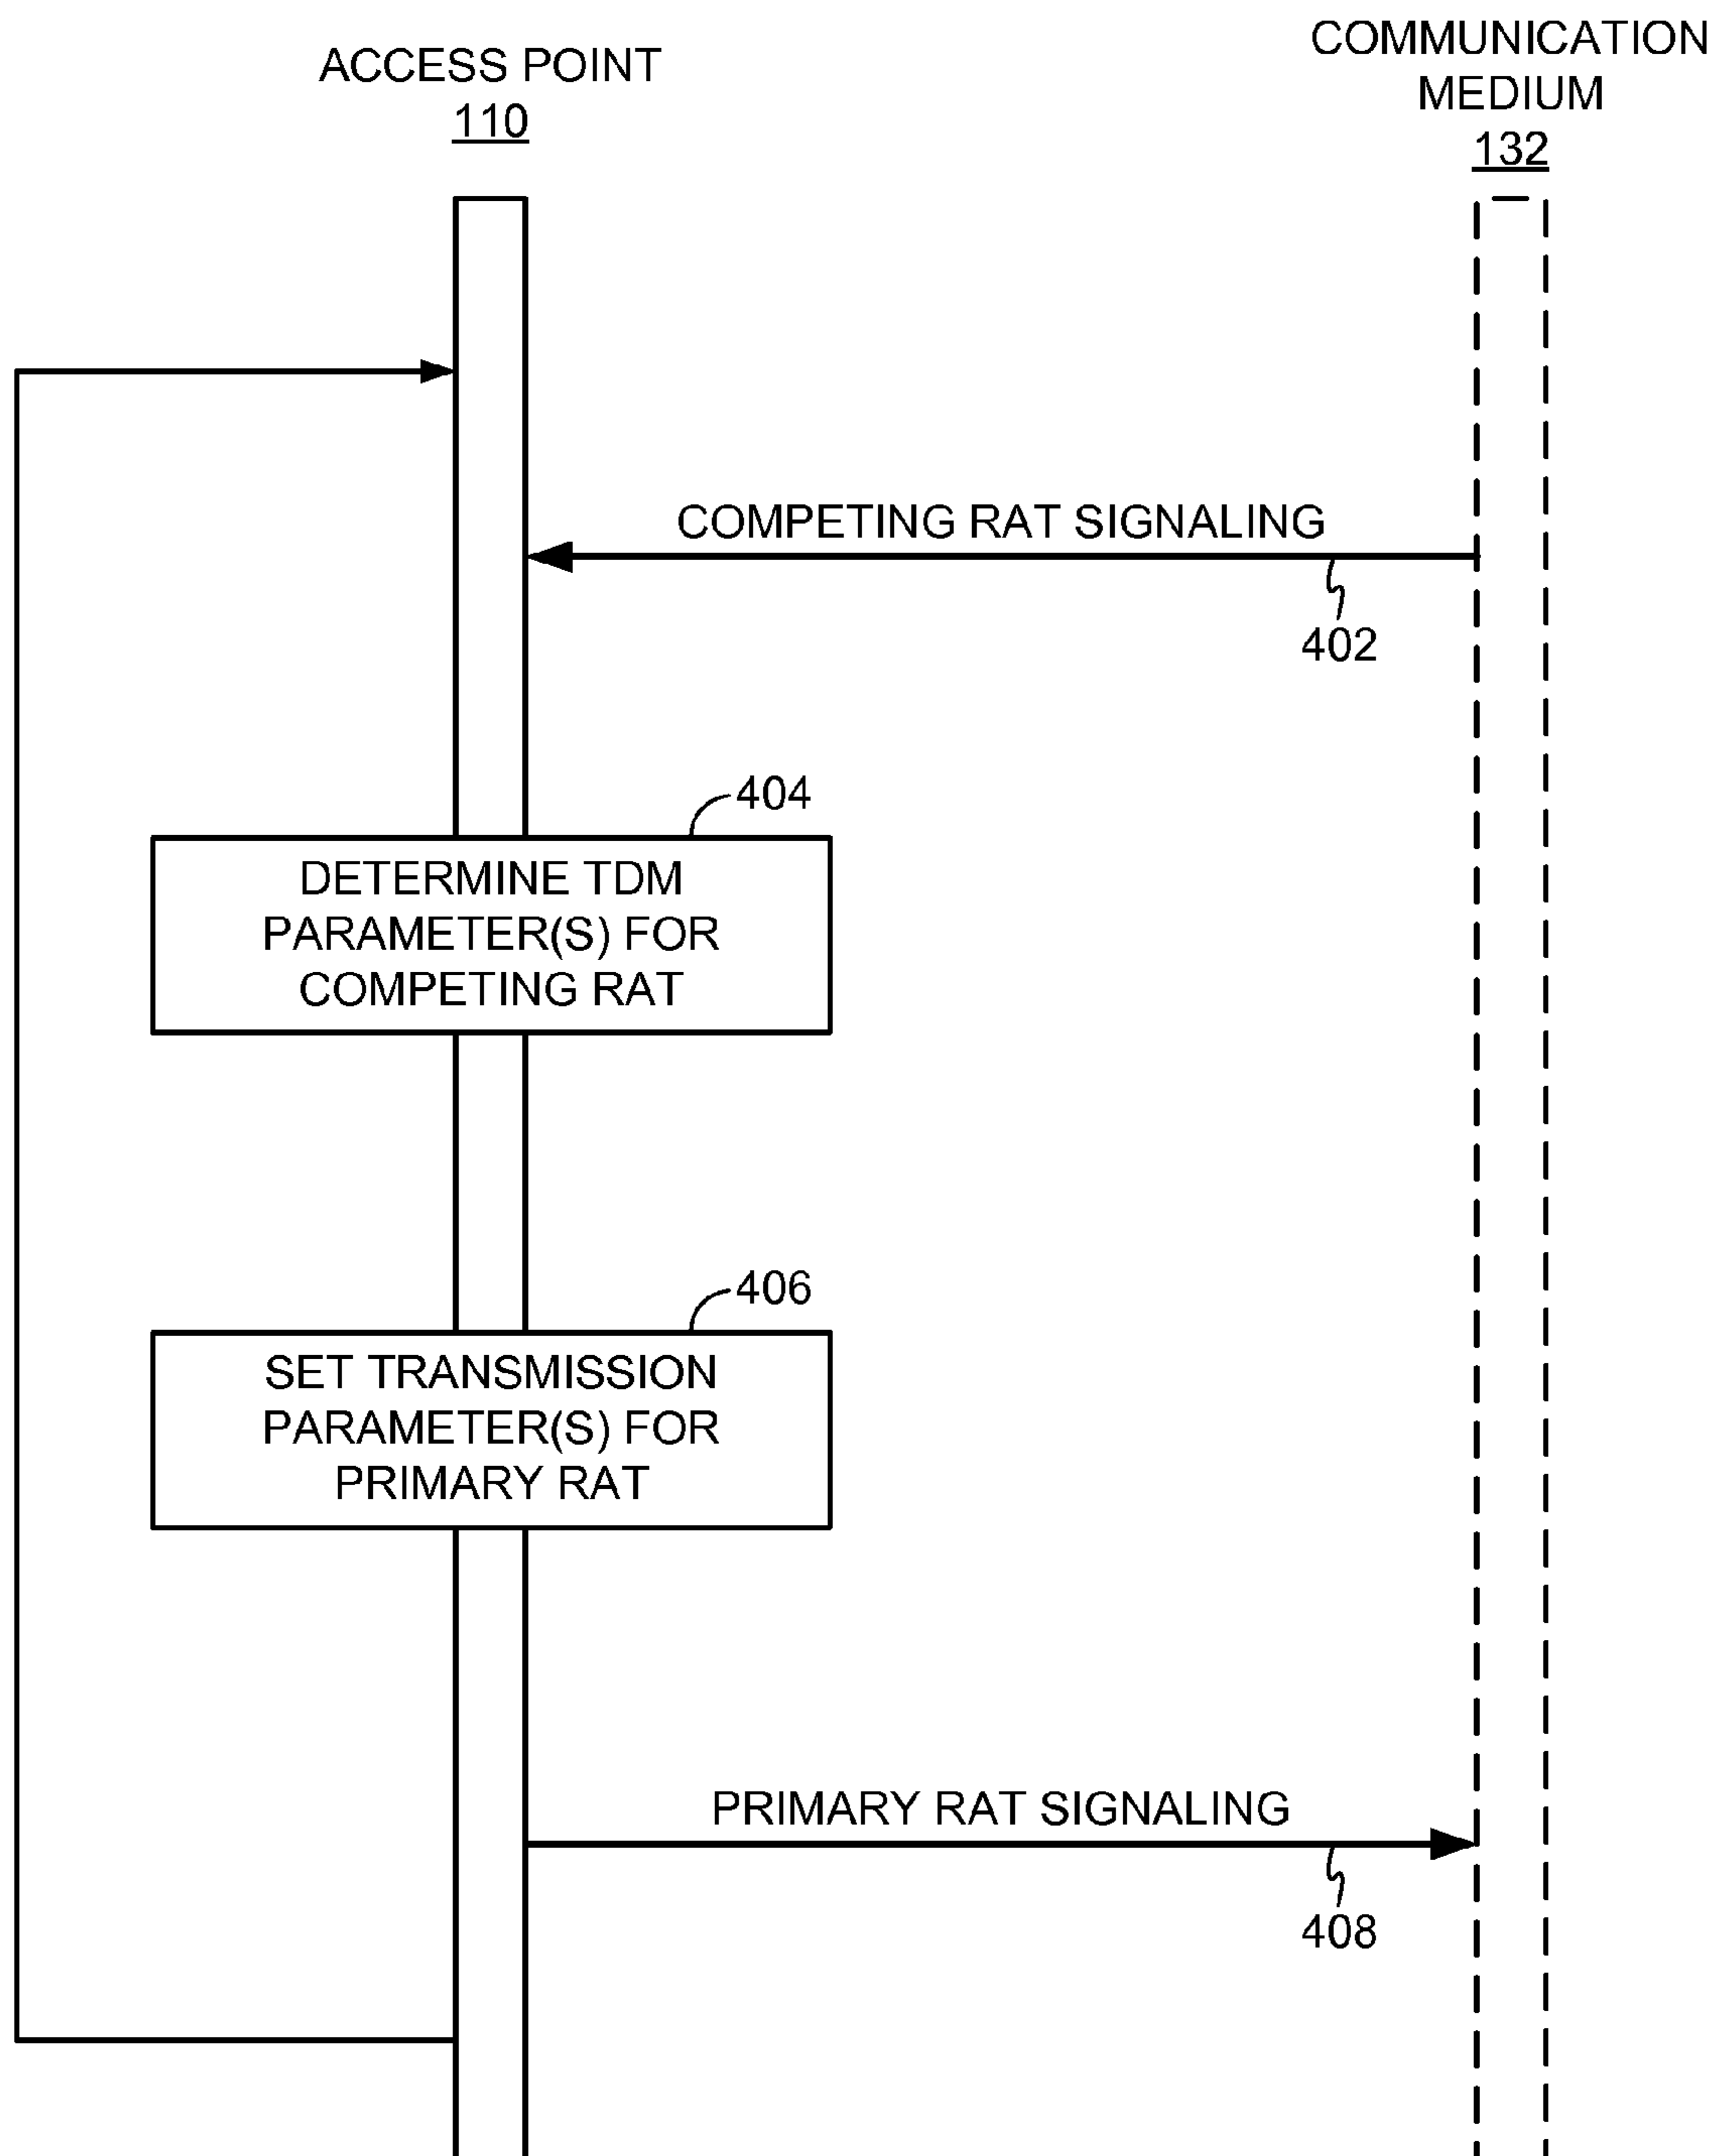 ACCESS POINT
110
COMMUNICATION
MEDIUM
132
COMPETING RAT SIGNALING
402
404
DETERMINE TDM
PARAMETER(S) FOR
COMPETING RAT
406
SET TRANSMISSION
PARAMETER(S) FOR
PRIMARY RAT
PRIMARY RAT SIGNALING
408